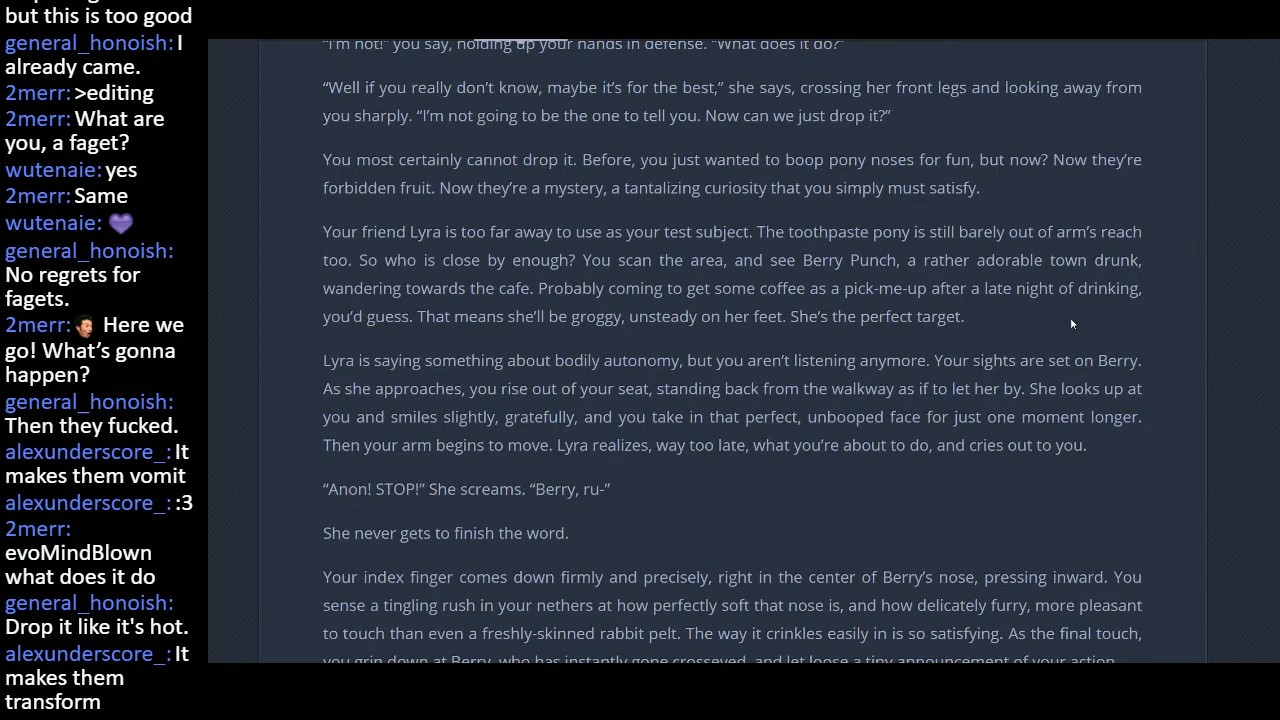 but this is too good
general_honoish: I
already came.
2merr: >editing
2merr: What are
you, a faget?
wutenaie: yes
2merr: Same
wutenaie: 💜
general_honoish:
No regrets for
fagets.
2merr: Here we
go! What’s gonna
happen?
general_honoish:
Then they fucked.
alexunderscore_: It
makes them vomit
alexunderscore_: :3
2merr:
evoMindBlown
what does it do
general_honoish:
Drop it like it's hot.
alexunderscore_: It
makes them
transform
“I’m not!” you say, holding up your hands in defense. “What does it do?”
“Well if you really don’t know, maybe it’s for the best,” she says, crossing her front legs and looking away from
you sharply. “I’m not going to be the one to tell you. Now can we just drop it?”
You most certainly cannot drop it. Before, you just wanted to boop pony noses for fun, but now? Now they’re
forbidden fruit. Now they’re a mystery, a tantalizing curiosity that you simply must satisfy.
Your friend Lyra is too far away to use as your test subject. The toothpaste pony is still barely out of arm’s reach
too. So who is close by enough? You scan the area, and see Berry Punch, a rather adorable town drunk,
wandering towards the cafe. Probably coming to get some coffee as a pick-me-up after a late night of drinking,
you’d guess. That means she’ll be groggy, unsteady on her feet. She’s the perfect target.
Lyra is saying something about bodily autonomy, but you aren’t listening anymore. Your sights are set on Berry.
As she approaches, you rise out of your seat, standing back from the walkway as if to let her by. She looks up at
you and smiles slightly, gratefully, and you take in that perfect, unbooped face for just one moment longer.
Then your arm begins to move. Lyra realizes, way too late, what you’re about to do, and cries out to you.
“Anon! STOP!” She screams. “Berry, ru-”
She never gets to finish the word.
Your index finger comes down firmly and precisely, right in the center of Berry’s nose, pressing inward. You
sense a tingling rush in your nethers at how perfectly soft that nose is, and how delicately furry, more pleasant
to touch than even a freshly-skinned rabbit pelt. The way it crinkles easily in is so satisfying. As the final touch,
you grin down at Berry, who has instantly gone crosseyed, and let loose a tiny announcement of your action.